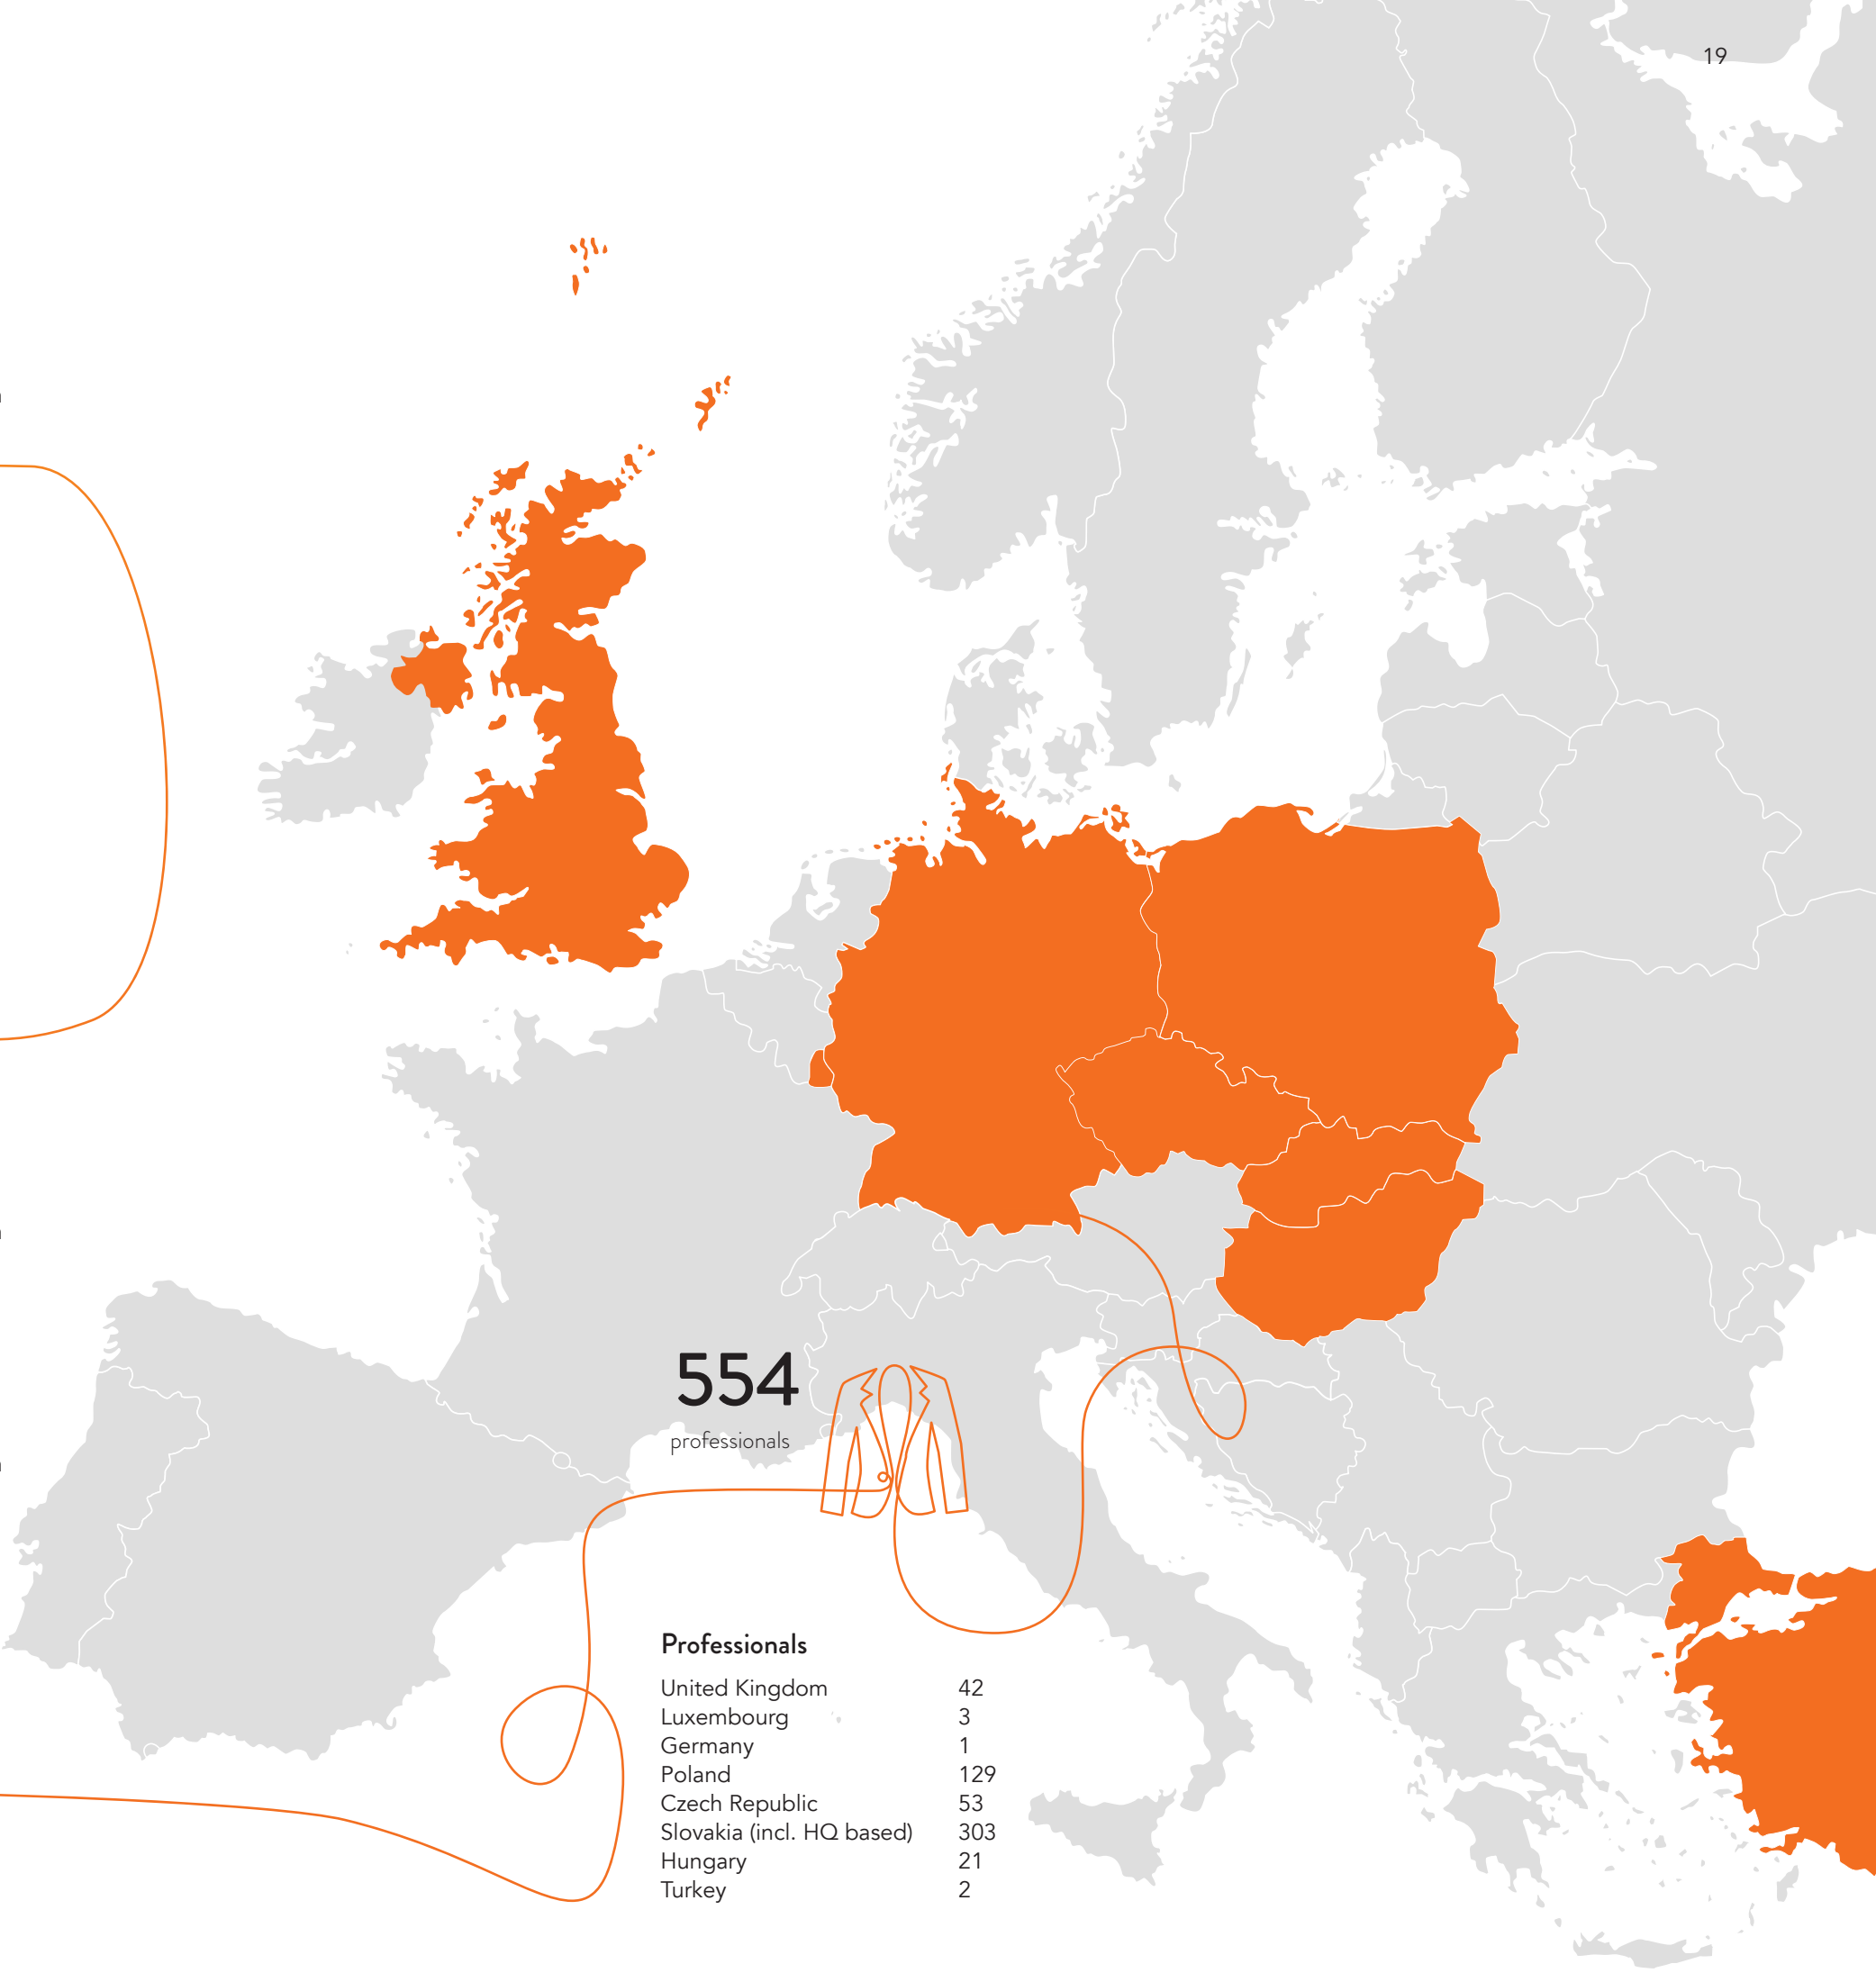 19
554
professionals
Professionals
United Kingdom 42
Luxembourg 3
Germany 1
Poland 129
Czech Republic 53
Slovakia (incl. HQ based) 303
Hungary 21
Turkey 2